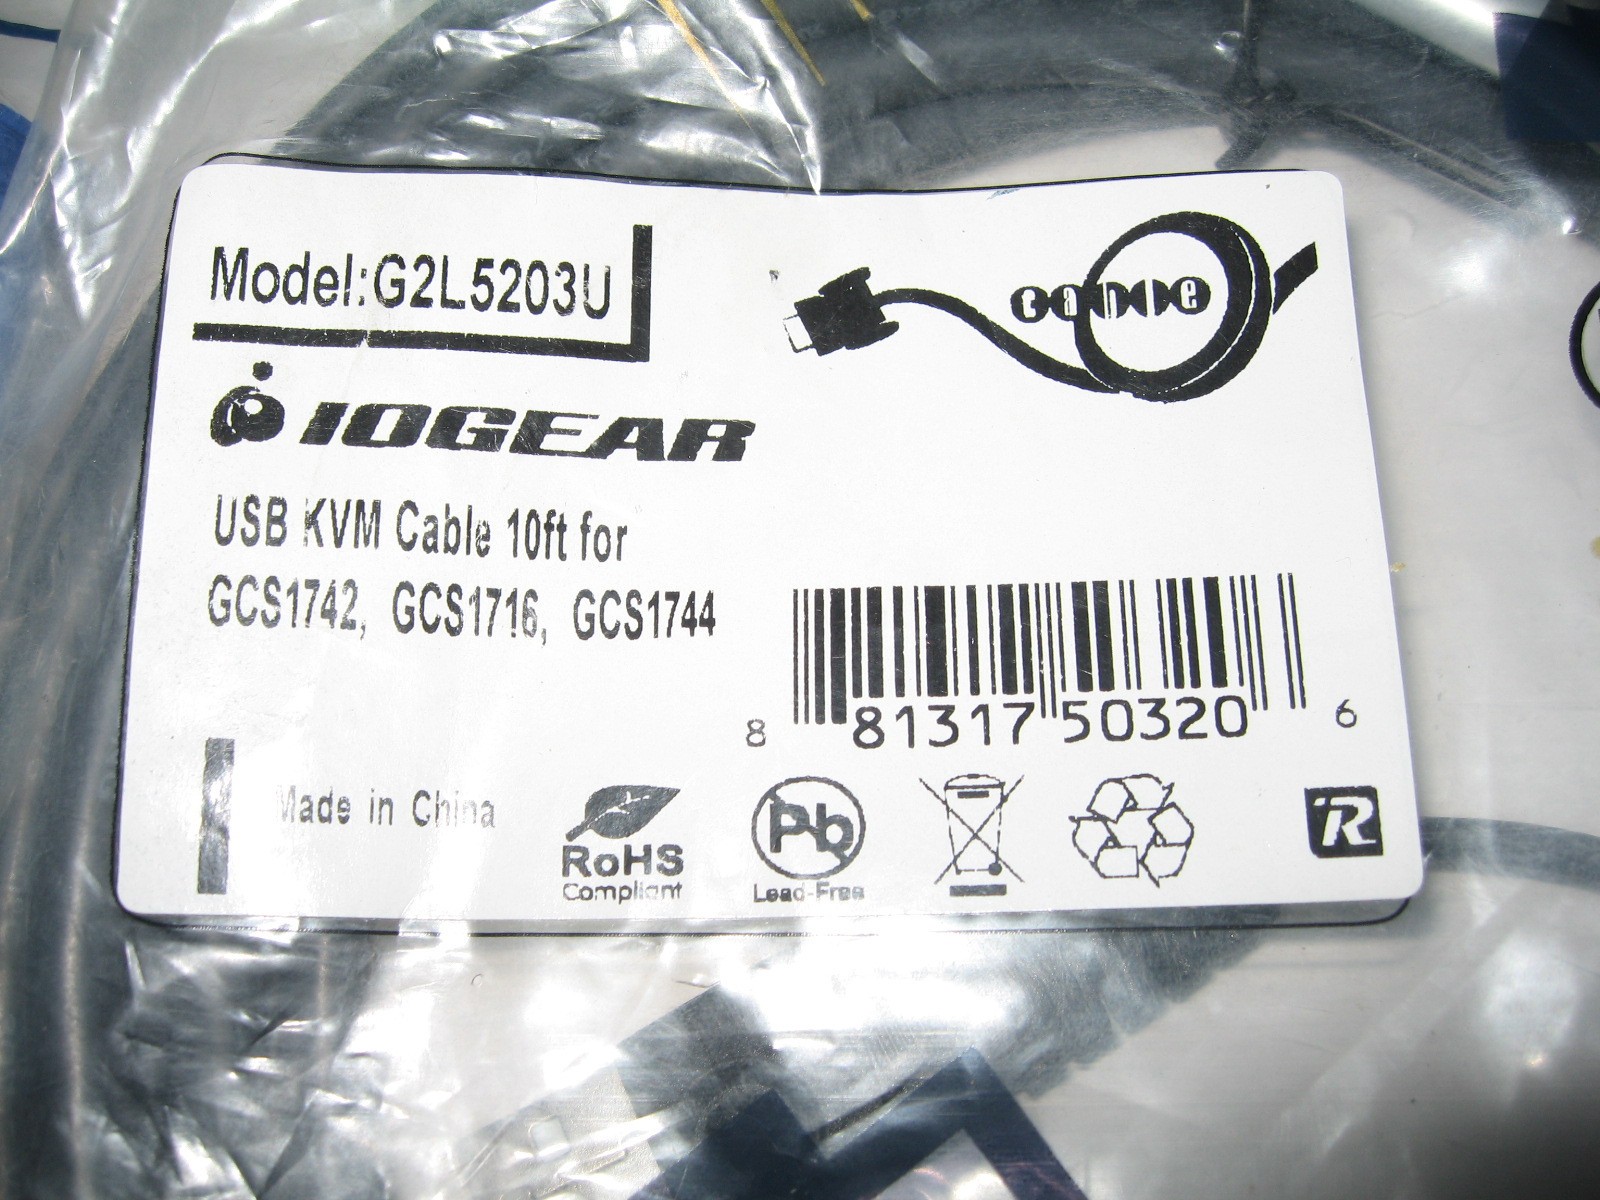 Model:G2L5203U
cable
IOGEAR
USB KVM Cable 10ft for
GCS1742, GCS1716, GCS1744
8 81317 50320 6
Made in China
RoHS
Compliant
Pb
Lead-Free
R